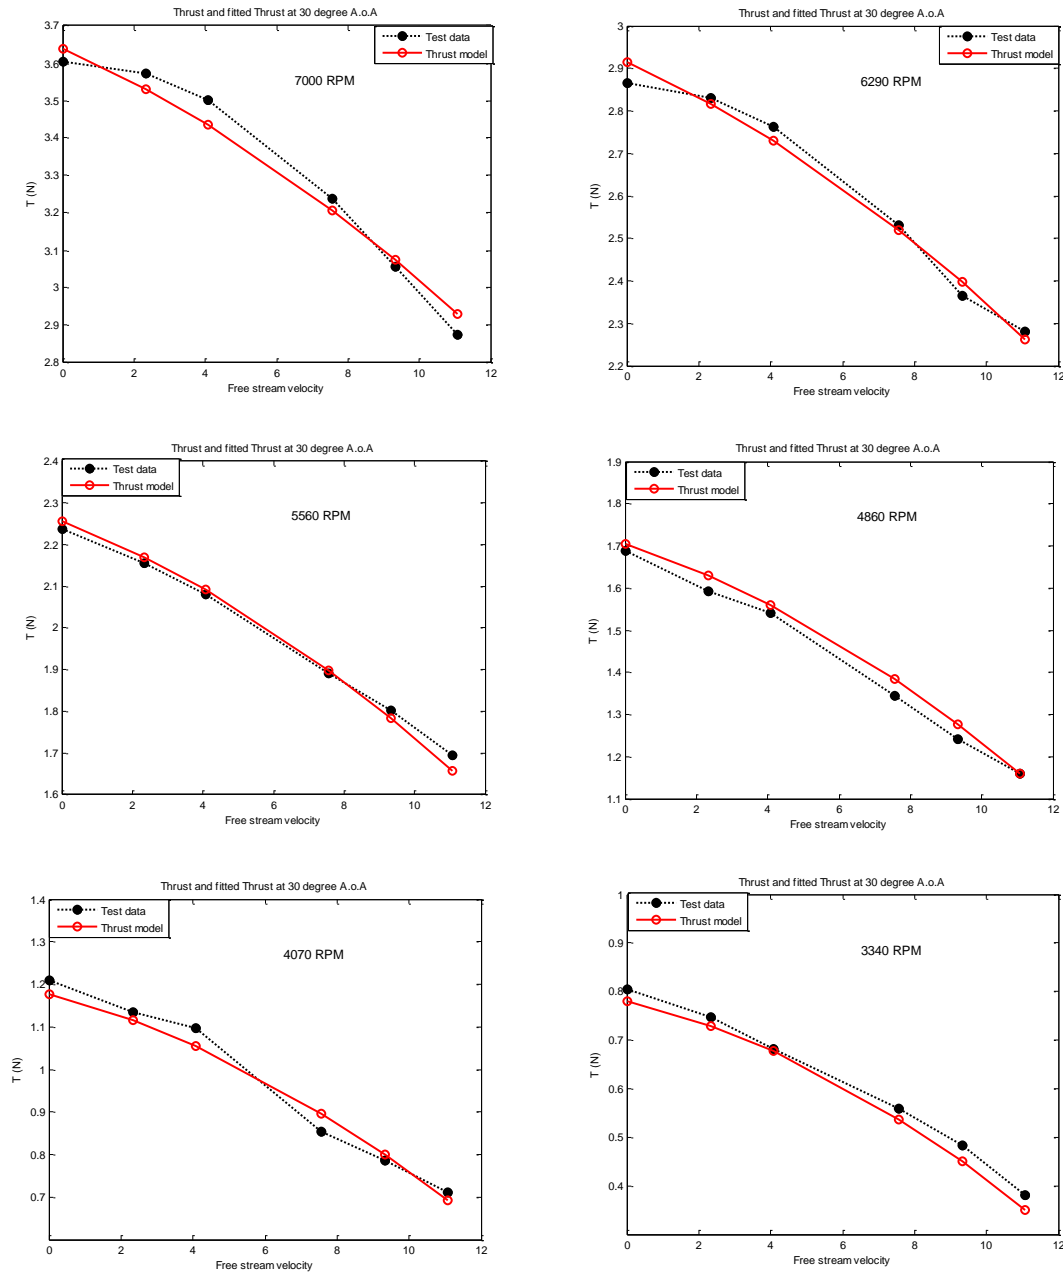 Thrust and fitted Thrust at 30 degree A.o.A
3.7
3.6
3.5
3.4
3.3
3.2
3.1
3
2.9
2.8
T (N)
Test data
Thrust model
7000 RPM
0 2 4 6 8 10 12
Free stream velocity
Thrust and fitted Thrust at 30 degree A.o.A
3
2.9
2.8
2.7
2.6
2.5
2.4
2.3
2.2
T (N)
Test data
Thrust model
6290 RPM
0 2 4 6 8 10 12
Free stream velocity
Thrust and fitted Thrust at 30 degree A.o.A
2.4
2.3
2.2
2.1
2
1.9
1.8
1.7
1.6
T (N)
Test data
Thrust model
5560 RPM
0 2 4 6 8 10 12
Free stream velocity
Thrust and fitted Thrust at 30 degree A.o.A
1.9
1.8
1.7
1.6
1.5
1.4
1.3
1.2
1.1
T (N)
Test data
Thrust model
4860 RPM
0 2 4 6 8 10 12
Free stream velocity
Thrust and fitted Thrust at 30 degree A.o.A
1.4
1.3
1.2
1.1
1
0.9
0.8
0.7
T (N)
Test data
Thrust model
4070 RPM
0 2 4 6 8 10 12
Free stream velocity
Thrust and fitted Thrust at 30 degree A.o.A
1
0.9
0.8
0.7
0.6
0.5
0.4
T (N)
Test data
Thrust model
3340 RPM
0 2 4 6 8 10 12
Free stream velocity